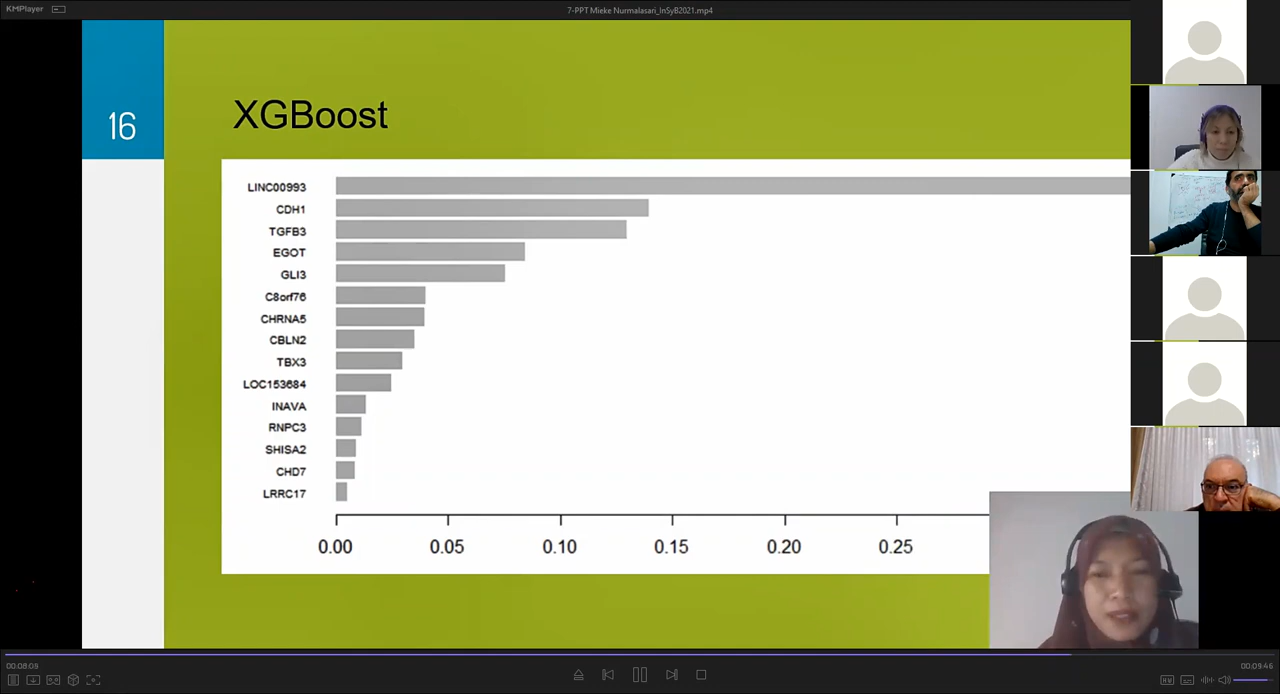 KMPlayer
7-PPT Mieke Nurmalasari_InSyB2021.mp4
16
XGBoost
LINC00993
CDH1
TGFB3
EGOT
GLI3
C8orf76
CHRNA5
CBLN2
TBX3
LOC153684
INAVA
RNPC3
SHISA2
CHD7
LRRC17
0.00 0.05 0.10 0.15 0.20 0.25
00:08:09
00:09:46